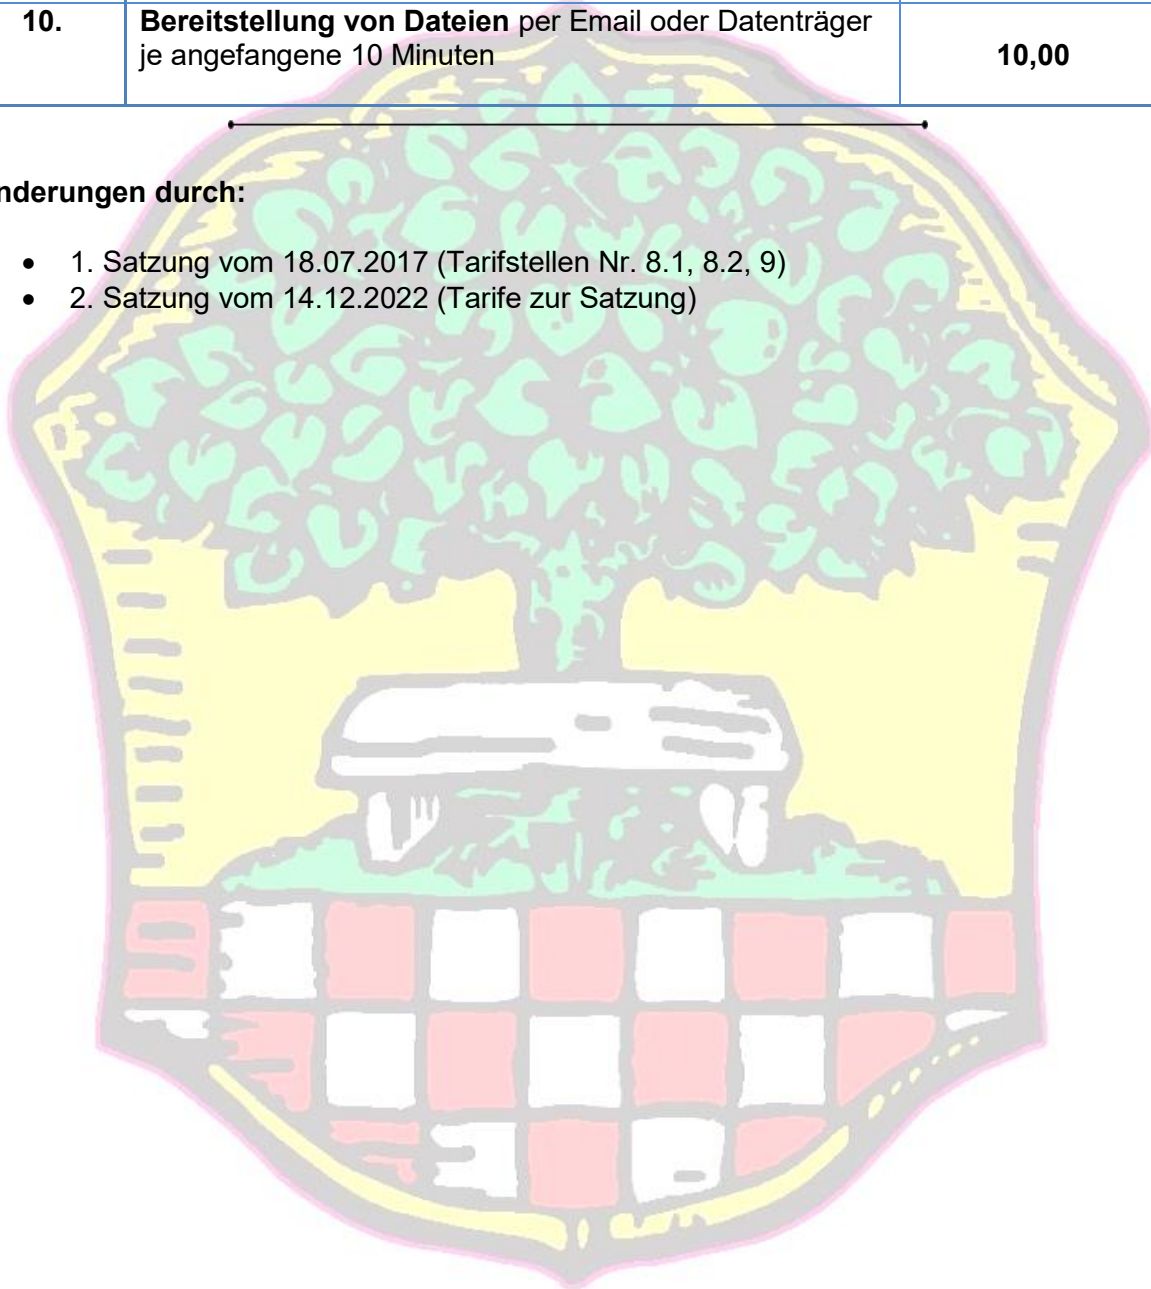 10. Bereitstellung von Dateien per Email oder Datenträger
je angefangene 10 Minuten 10,00
nderungen durch:
• 1. Satzung vom 18.07.2017 (Tarifstellen Nr. 8.1, 8.2, 9)
• 2. Satzung vom 14.12.2022 (Tarife zur Satzung)